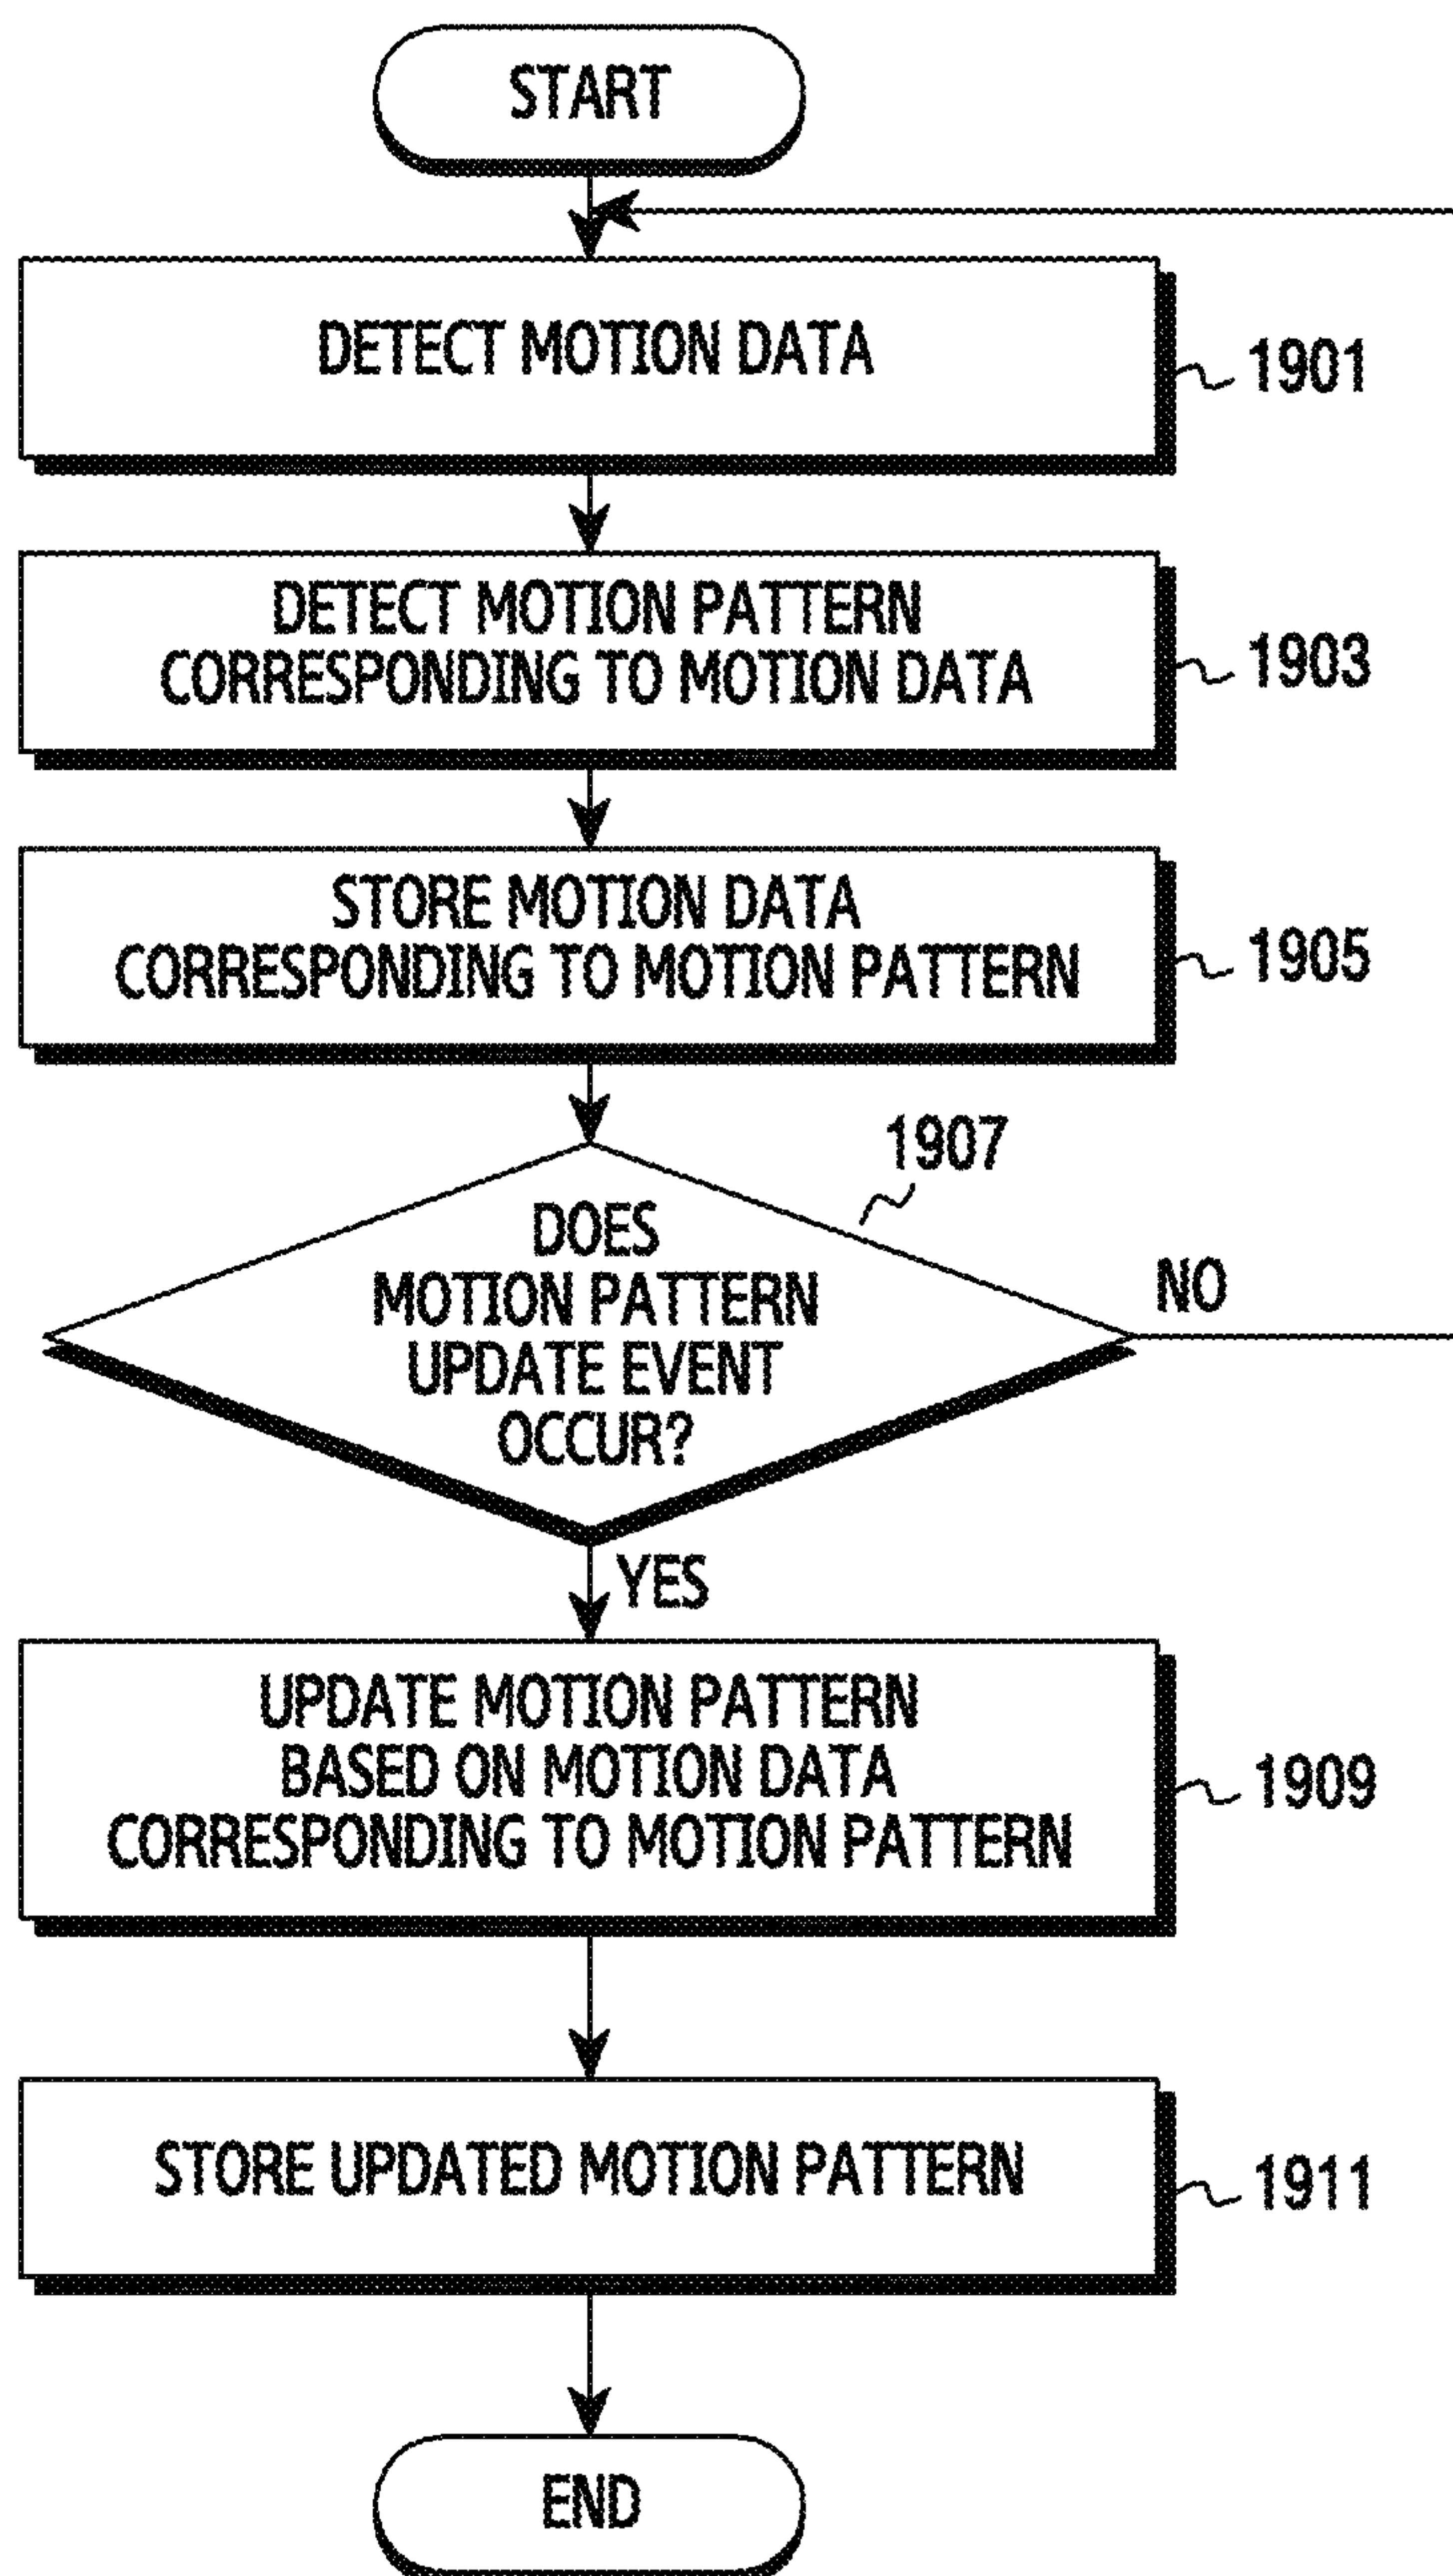 START
DETECT MOTION DATA
1901
DETECT MOTION PATTERN
CORRESPONDING TO MOTION DATA
1903
STORE MOTION DATA
CORRESPONDING TO MOTION PATTERN
1905
1907
DOES
MOTION PATTERN
UPDATE EVENT
OCCUR?
NO
YES
UPDATE MOTION PATTERN
BASED ON MOTION DATA
CORRESPONDING TO MOTION PATTERN
1909
STORE UPDATED MOTION PATTERN
1911
END